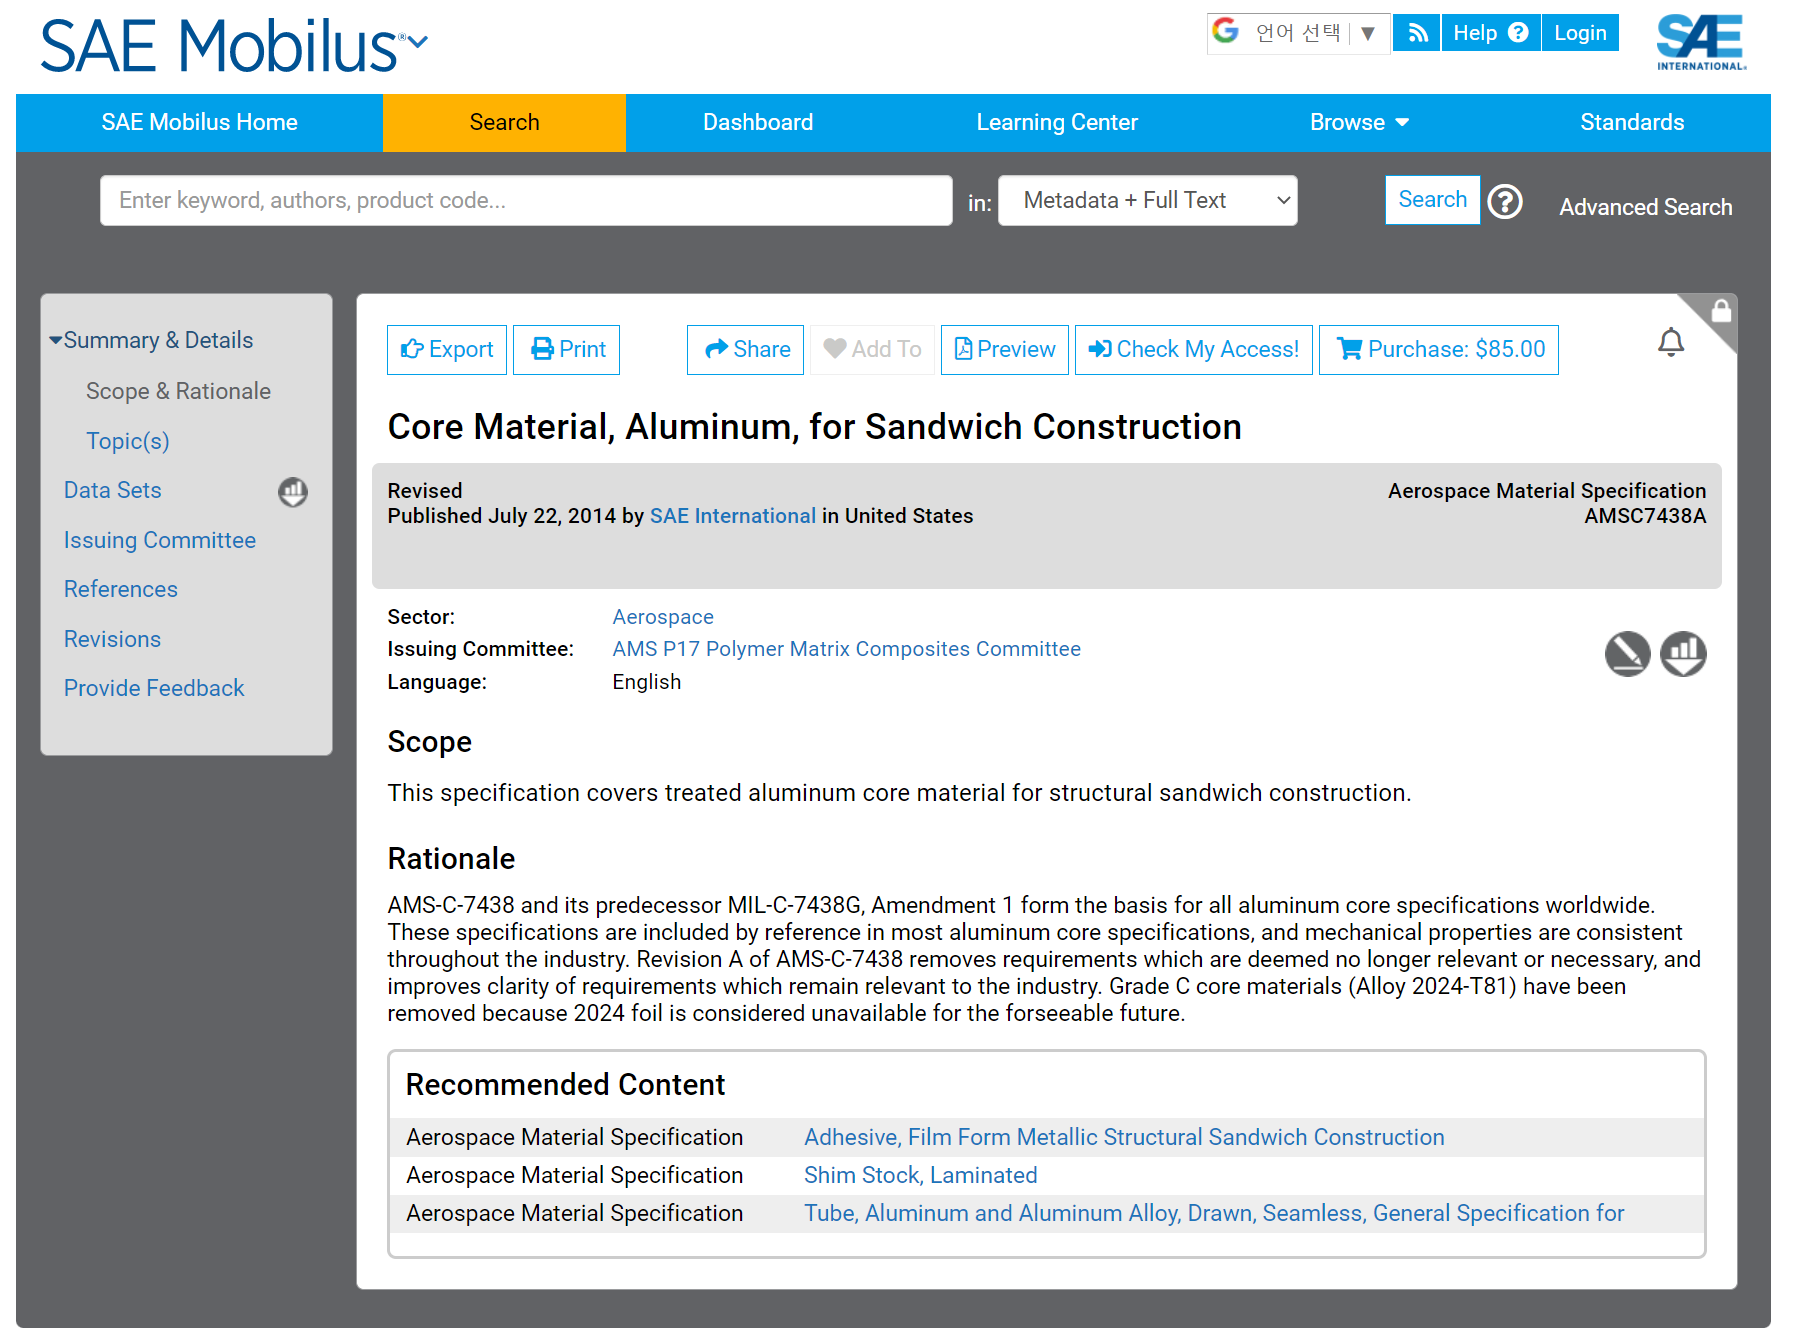 SAE Mobilus®
언어 선택 ▼
Help
Login
SAE
INTERNATIONAL®
SAE Mobilus Home
Search
Dashboard
Learning Center
Browse
Standards
Enter keyword, authors, product code...
in:
Metadata + Full Text
Search
Advanced Search
Summary & Details
Scope & Rationale
Topic(s)
Data Sets
Issuing Committee
References
Revisions
Provide Feedback
Export
Print
Share
Add To
Preview
Check My Access!
Purchase: $85.00
Core Material, Aluminum, for Sandwich Construction
Revised
Published July 22, 2014 by SAE International in United States
Aerospace Material Specification
AMSC7438A
Sector: Aerospace
Issuing Committee: AMS P17 Polymer Matrix Composites Committee
Language: English
Scope
This specification covers treated aluminum core material for structural sandwich construction.
Rationale
AMS-C-7438 and its predecessor MIL-C-7438G, Amendment 1 form the basis for all aluminum core specifications worldwide.
These specifications are included by reference in most aluminum core specifications, and mechanical properties are consistent
throughout the industry. Revision A of AMS-C-7438 removes requirements which are deemed no longer relevant or necessary, and
improves clarity of requirements which remain relevant to the industry. Grade C core materials (Alloy 2024-T81) have been
removed because 2024 foil is considered unavailable for the forseeable future.
Recommended Content
Aerospace Material Specification Adhesive, Film Form Metallic Structural Sandwich Construction
Aerospace Material Specification Shim Stock, Laminated
Aerospace Material Specification Tube, Aluminum and Aluminum Alloy, Drawn, Seamless, General Specification for